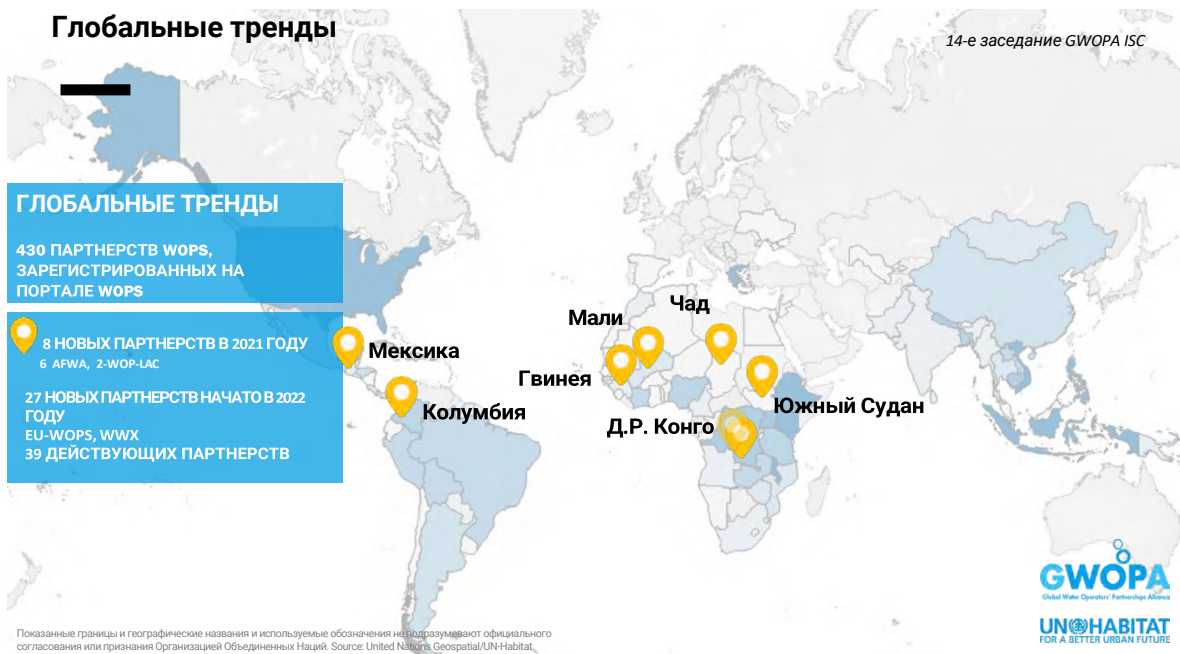 Глобальные тренды
14-е заседание GWOPA ISC
ГЛОБАЛЬНЫЕ ТРЕНДЫ
430 ПАРТНЕРСТВ WOPS,
ЗАРЕГИСТРИРОВАННЫХ НА
ПОРТАЛЕ WOPS
8 НОВЫХ ПАРТНЕРСТВ В 2021 ГОДУ
6 AFWA, 2-WOP-LAC
27 НОВЫХ ПАРТНЕРСТВ НАЧАТО В 2022
ГОДУ
EU-WOPS, WWX
39 ДЕЙСТВУЮЩИХ ПАРТНЕРСТВ
Мексика
Колумбия
Чад
Мали
Гвинея
Южный Судан
Д.Р. Конго
GWOPA
Global Water Operators' Partnerships Alliance
UN HABITAT
FOR A BETTER URBAN FUTURE
Показанные границы и географические названия и используемые обозначения не подразумевают официального
согласования или признания Организацией Объединенных Наций. Source: United Nations Geospatial/UN-Habitat